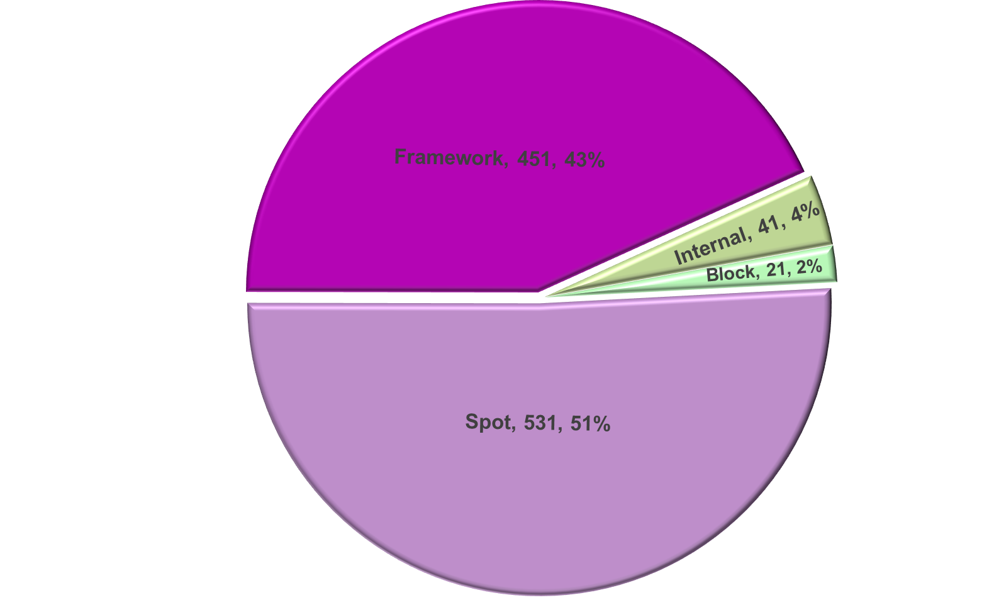 Framework, 451, 43%
Internal, 41, 4%
Block, 21, 2%
Spot, 531, 51%